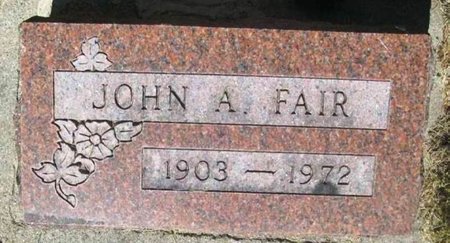 JOHN A. FAIR
1903 — 1972